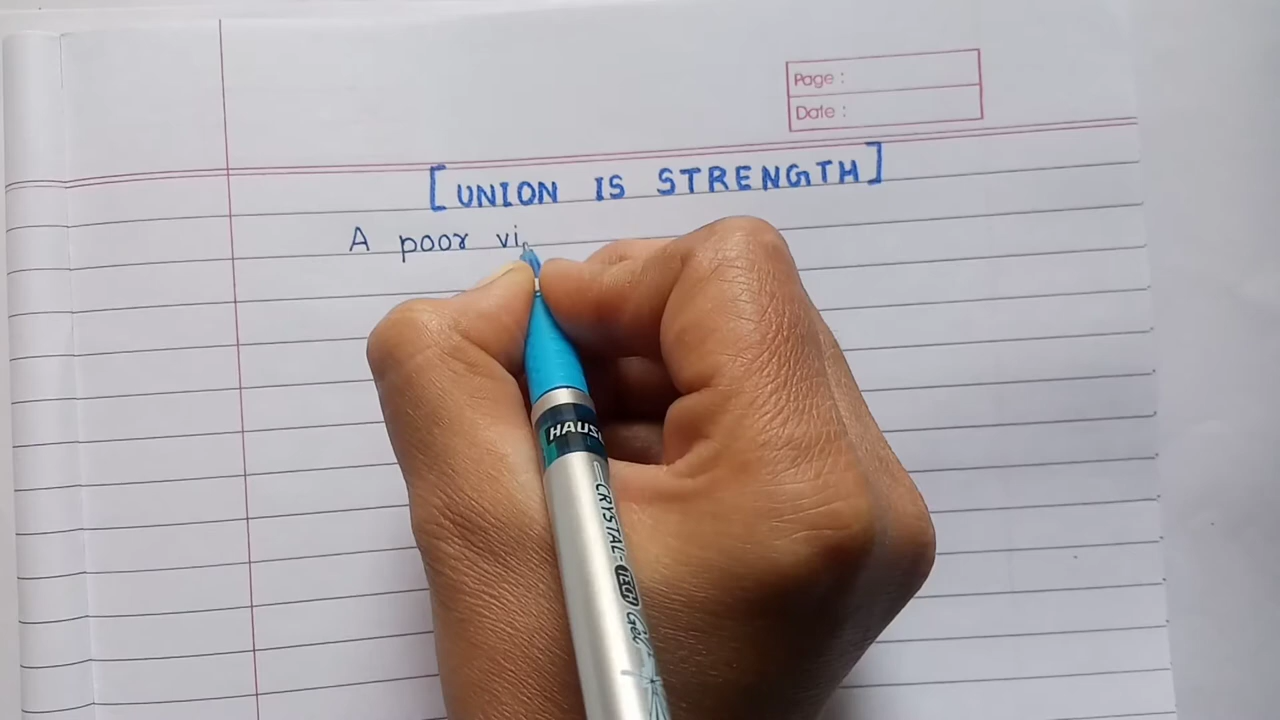 Page :
Date :
[UNION IS STRENGTH]
A poor vi
HAUS
CRYSTAL-TECH Gel